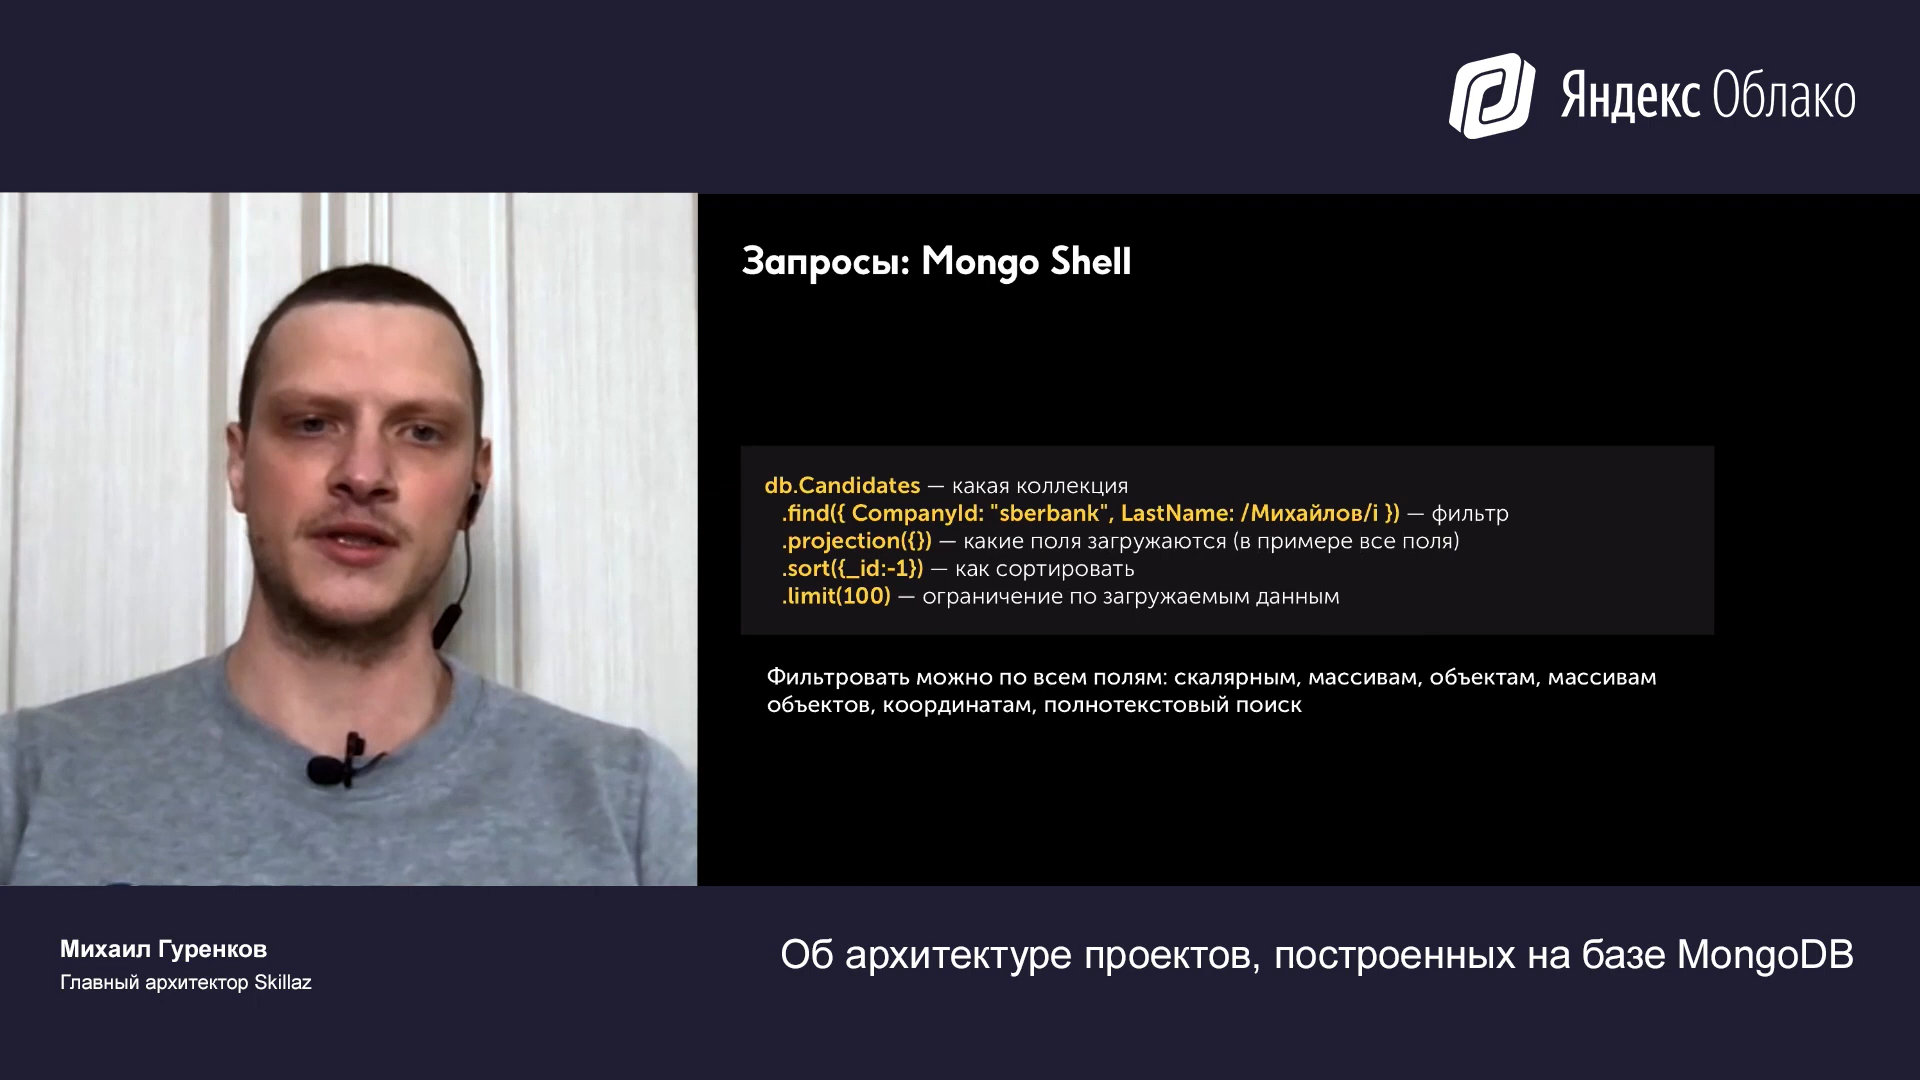 Яндекс Облако
Запросы: Mongo Shell
db.Candidates — какая коллекция
.find({ CompanyId: "sberbank", LastName: /Михайлов/i }) — фильтр
.projection({}) — какие поля загружаются (в примере все поля)
.sort({_id:-1}) — как сортировать
.limit(100) — ограничение по загружаемым данным
Фильтровать можно по всем полям: скалярным, массивам, объектам, массивам
объектов, координатам, полнотекстовый поиск
Михаил Гуренков
Главный архитектор Skillaz
Об архитектуре проектов, построенных на базе MongoDB